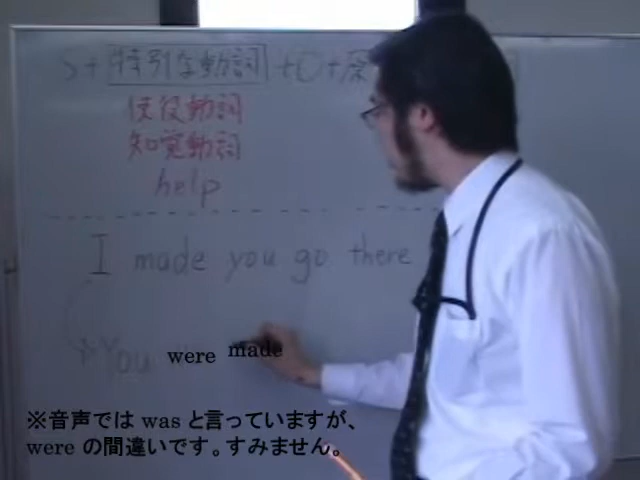 S+特別な動詞+O+原
使役動詞
知覚動詞
help
I made you go there
You were made
※音声では was と言っていますが、
were の間違いです。すみません。